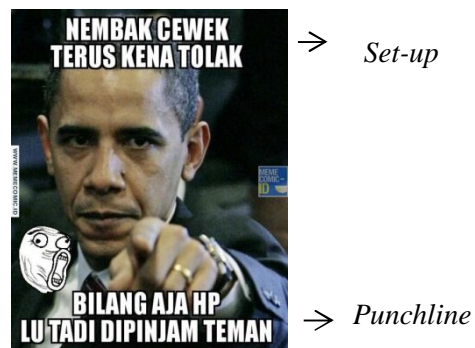 NEMBAK CEWEK
TERUS KENA TOLAK
Set-up
WWW.MEMECOMIC.ID
MEME
COMIC
ID
BILANG AJA HP
LU TADI DIPINJAM TEMAN
Punchline